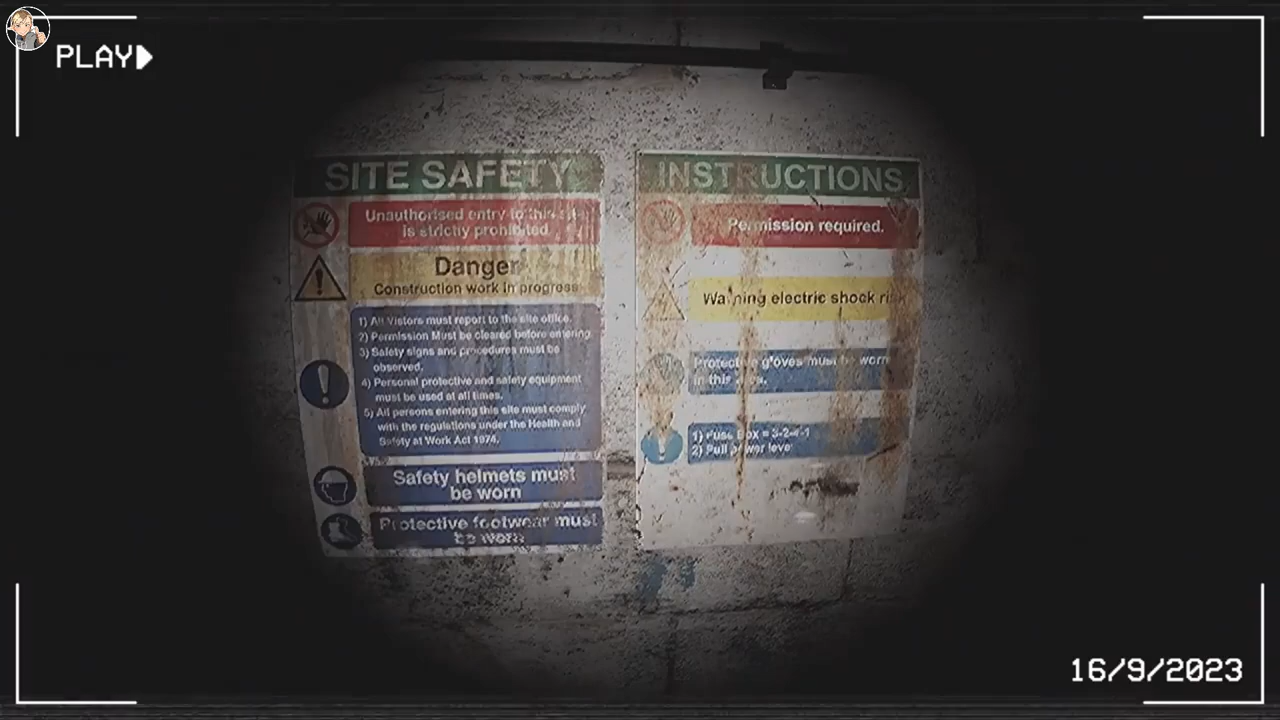 PLAY
SITE SAFETY
Unauthorised entry to this site
is strictly prohibited
Danger
Construction work in progress
1) All Vistors must report to the site office.
2) Permission Must be cleared before entering.
3) Safety signs and procedures must be
observed.
4) Personal protective and safety equipment
must be used at all times.
5) All persons entering this site must comply
with the regulations under the Health and
Safety at Work Act 1974.
Safety helmets must
be worn
Protective footwear must
be worn
INSTRUCTIONS
Permission required.
Warning electric shock risk
Protective gloves must be worn
in this area.
1) Fuse Box = 3-2-4-1
2) Pull power lever
16/9/2023